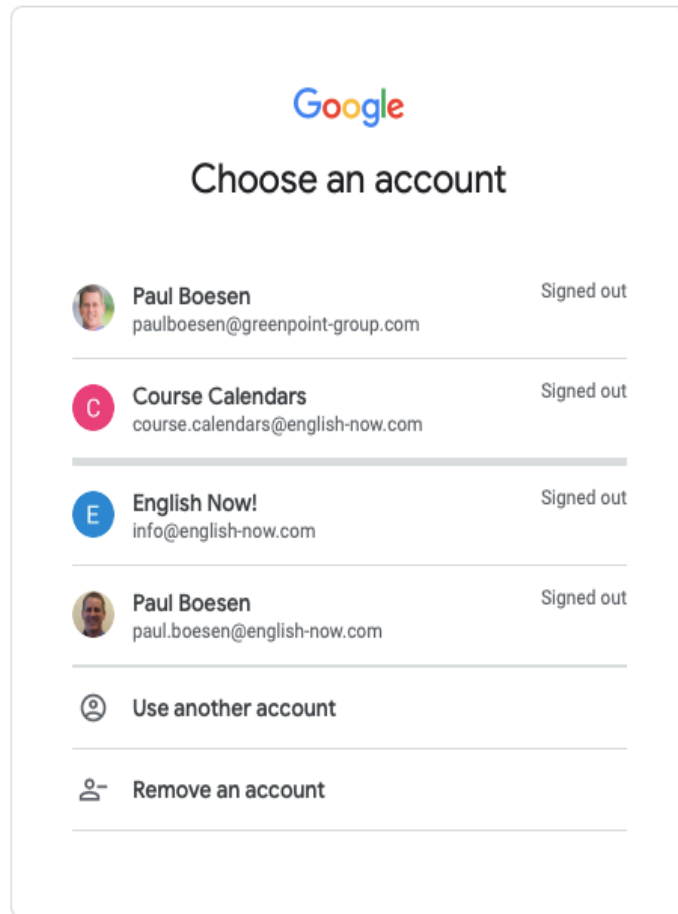 Google
Choose an account
Paul Boesen
Signed out
paulboesen@greenpoint-group.com
C
Course Calendars
Signed out
course.calendars@english-now.com
E
English Now!
Signed out
info@english-now.com
Paul Boesen
Signed out
paul.boesen@english-now.com
Use another account
Remove an account